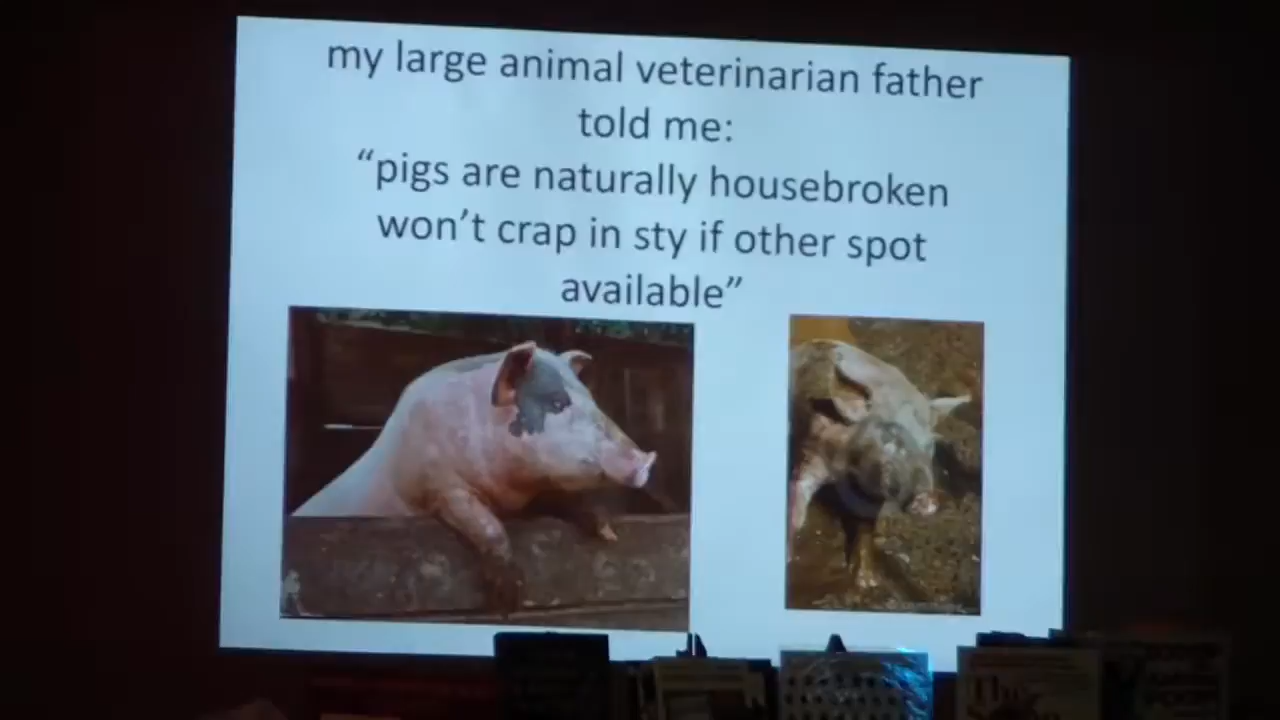 my large animal veterinarian father
told me:
“pigs are naturally housebroken
won’t crap in sty if other spot
available”